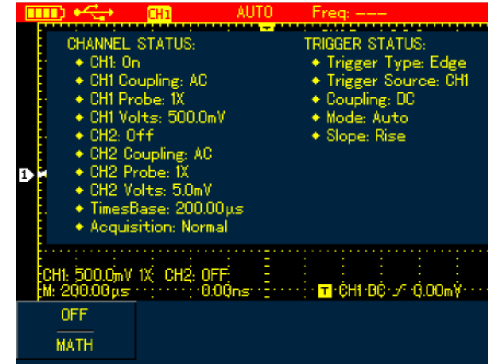 CH1 AUTO Freq: ---
CHANNEL STATUS:
◆ CH1: On
◆ CH1 Coupling: AC
◆ CH1 Probe: 1X
◆ CH1 Volts: 500.0mV
◆ CH2: Off
◆ CH2 Coupling: AC
◆ CH2 Probe: 1X
◆ CH2 Volts: 5.0mV
◆ TimesBase: 200.00μs
◆ Acquisition: Normal
TRIGGER STATUS:
◆ Trigger Type: Edge
◆ Trigger Source: CH1
◆ Coupling: DC
◆ Mode: Auto
◆ Slope: Rise
1
CH1: 500.0mV 1X CH2: OFF
M: 200.00μs 0.00ns T CH1 DC 0.00mV
OFF
MATH